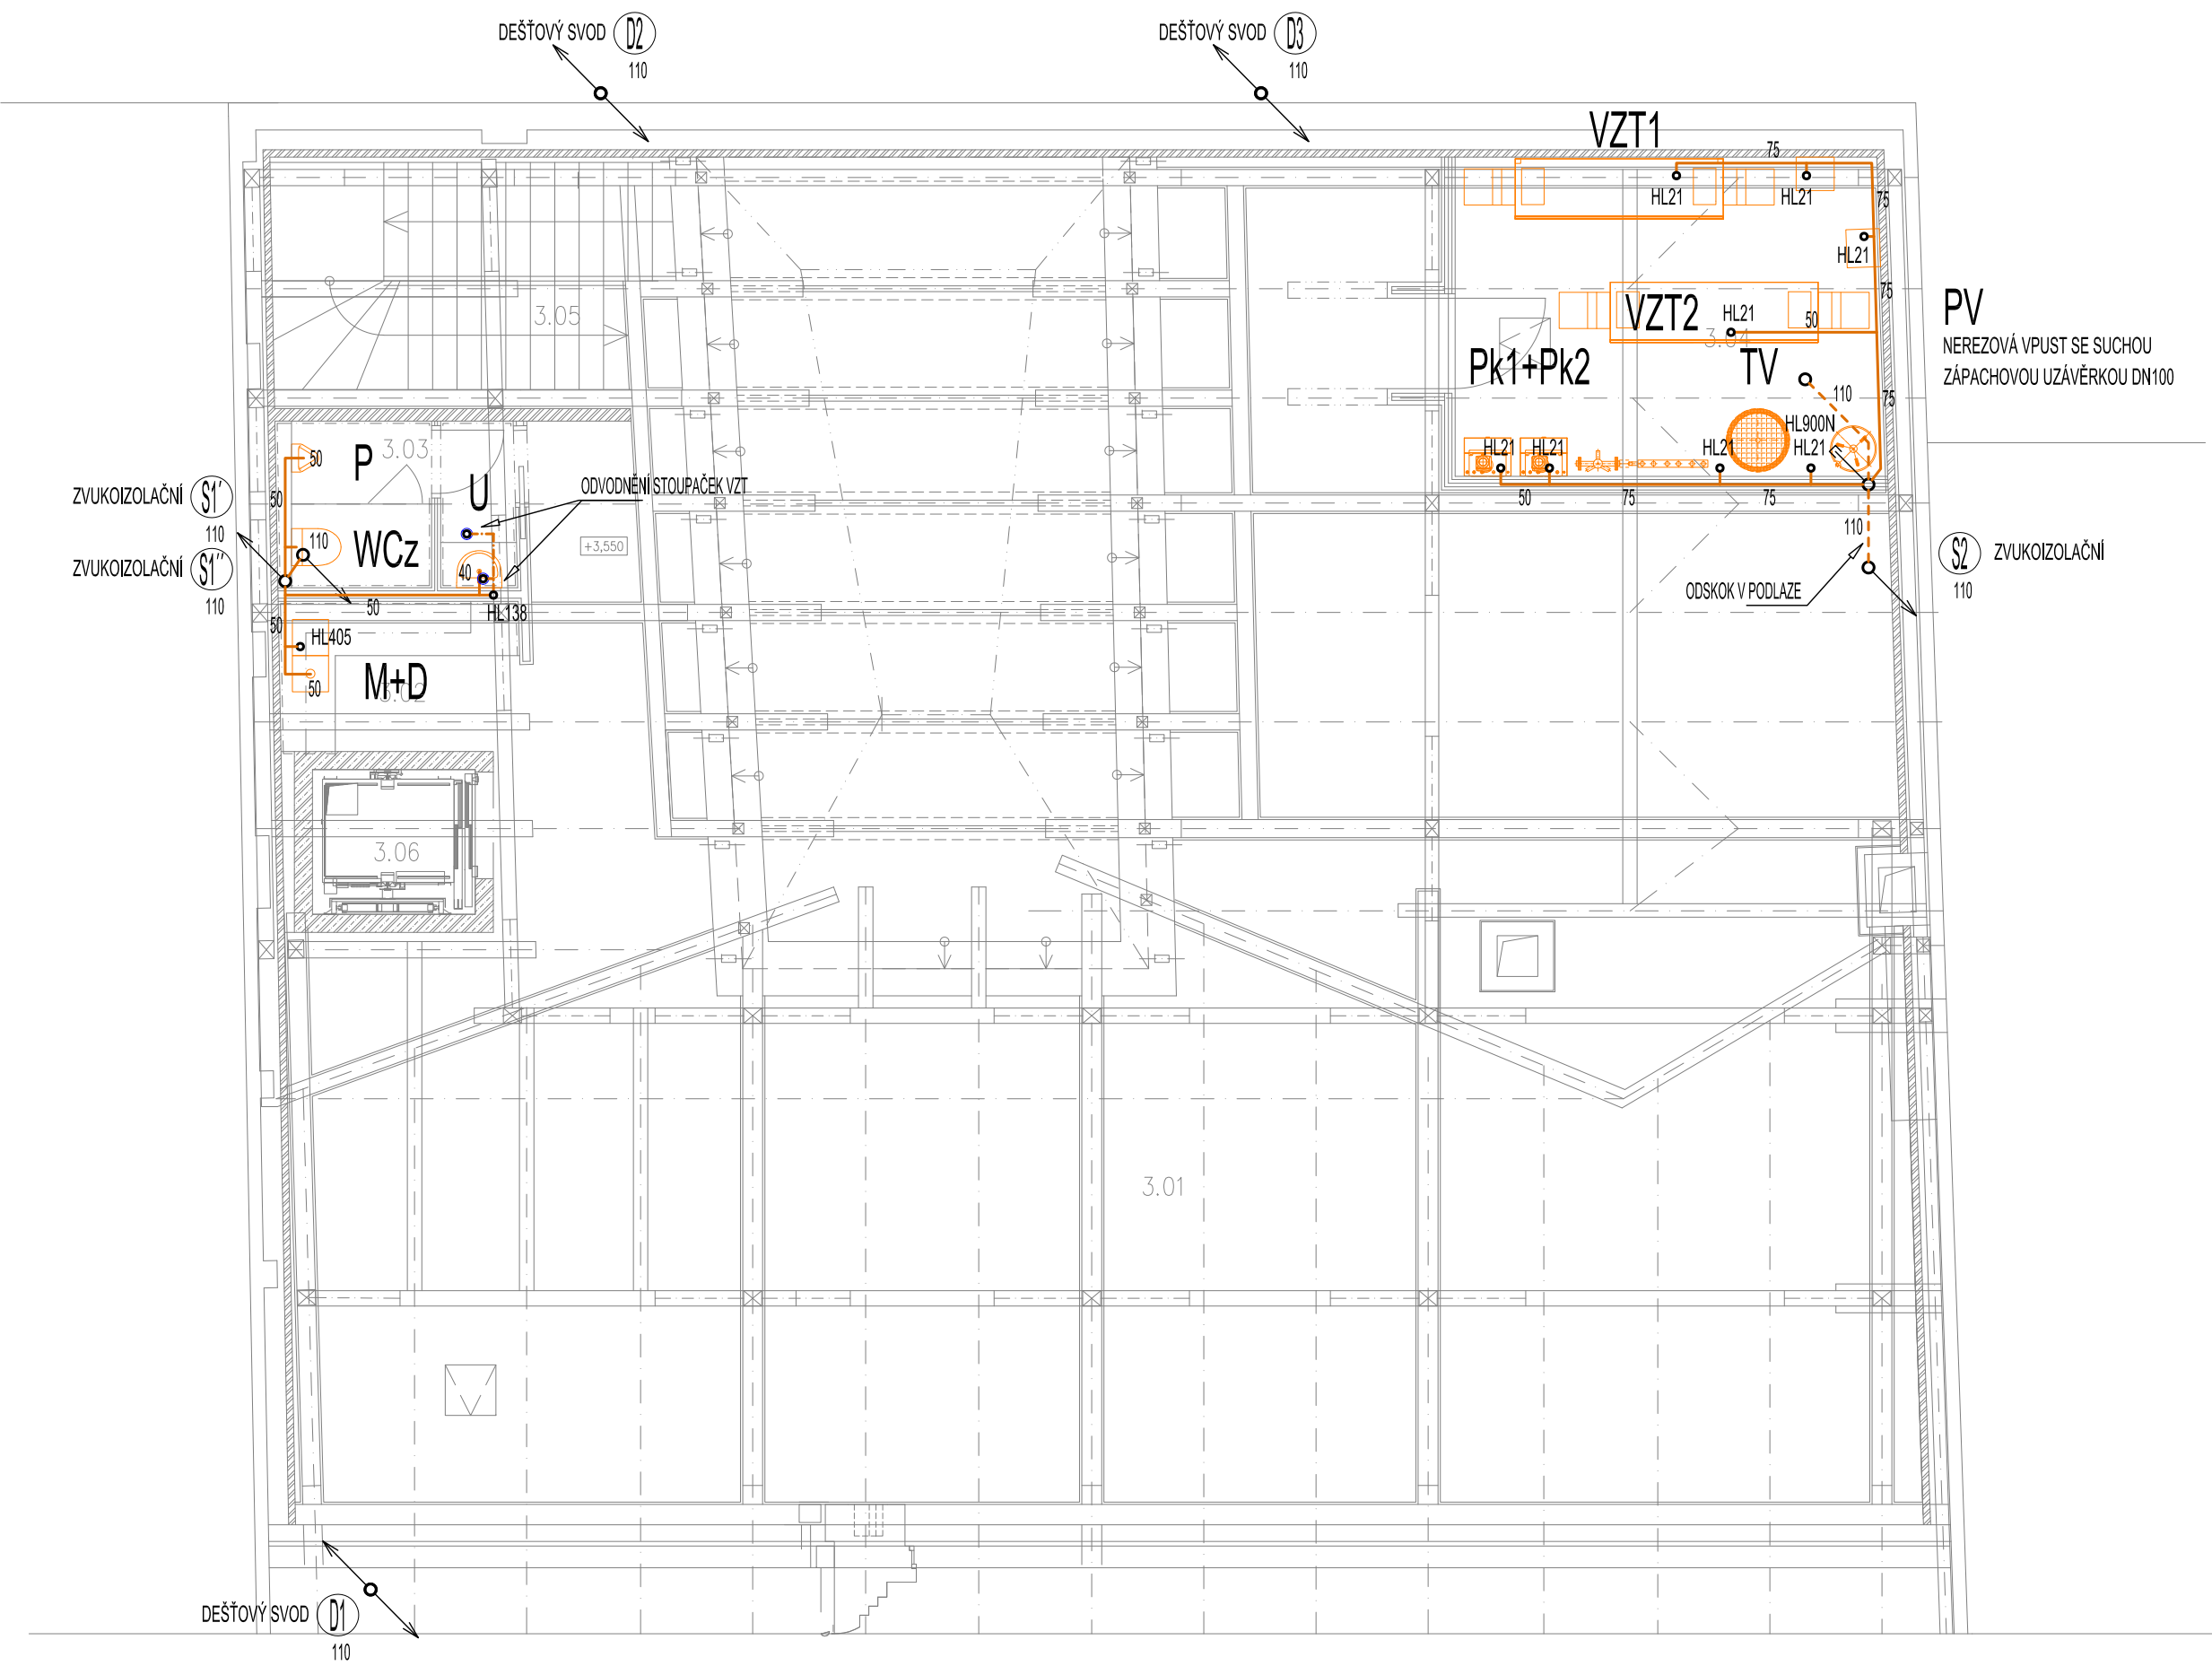 DEŠŤOVÝ SVOD D2
110
DEŠŤOVÝ SVOD D3
110
VZT1
75
HL21
HL21
75
HL21
75
PV
NEREZOVÁ VPUST SE SUCHOU
ZÁPACHOVOU UZÁVĚRKOU DN100
VZT2
HL21
50
3.04
3.05
Pk1+Pk2
TV
110
75
HL900N
HL21
HL21
HL21
HL21
50
75
75
P
3.03
50
U
ODVODNĚNÍ STOUPAČEK VZT
ZVUKOIZOLAČNÍ S1'
110
50
ZVUKOIZOLAČNÍ S1''
110
110
WCz
40
+3,550
110
S2 ZVUKOIZOLAČNÍ
110
ODSKOK V PODLAZE
50
HL138
50
HL405
M+D
3.02
50
3.06
3.01
DEŠŤOVÝ SVOD D1
110